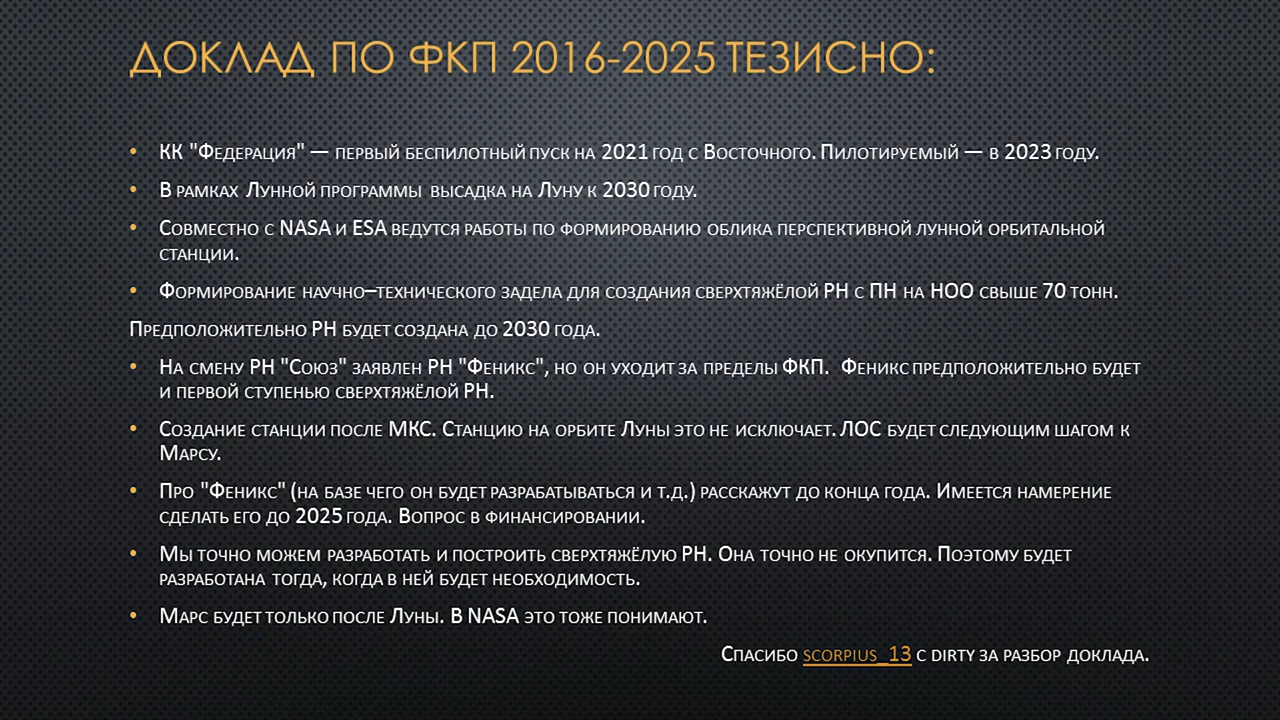 ДОКЛАД ПО ФКП 2016-2025 ТЕЗИСНО:
• КК "Федерация" — первый беспилотный пуск на 2021 год с Восточного. Пилотируемый — в 2023 году.
• В рамках Лунной программы высадка на Луну к 2030 году.
• Совместно с NASA и ESA ведутся работы по формированию облика перспективной лунной орбитальной
станции.
• Формирование научно–технического задела для создания сверхтяжёлой РН с ПН на НОО свыше 70 тонн.
Предположительно РН будет создана до 2030 года.
• На смену РН "Союз" заявлен РН "Феникс", но он уходит за пределы ФКП. Феникс предположительно будет
и первой ступенью сверхтяжёлой РН.
• Создание станции после МКС. Станцию на орбите Луны это не исключает. ЛОС будет следующим шагом к
Марсу.
• Про "Феникс" (на базе чего он будет разрабатываться и т.д.) расскажут до конца года. Имеется намерение
сделать его до 2025 года. Вопрос в финансировании.
• Мы точно можем разработать и построить сверхтяжёлую РН. Она точно не окупится. Поэтому будет
разработана тогда, когда в ней будет необходимость.
• Марс будет только после Луны. В NASA это тоже понимают.
Спасибо scorpius_13 с dirty за разбор доклада.